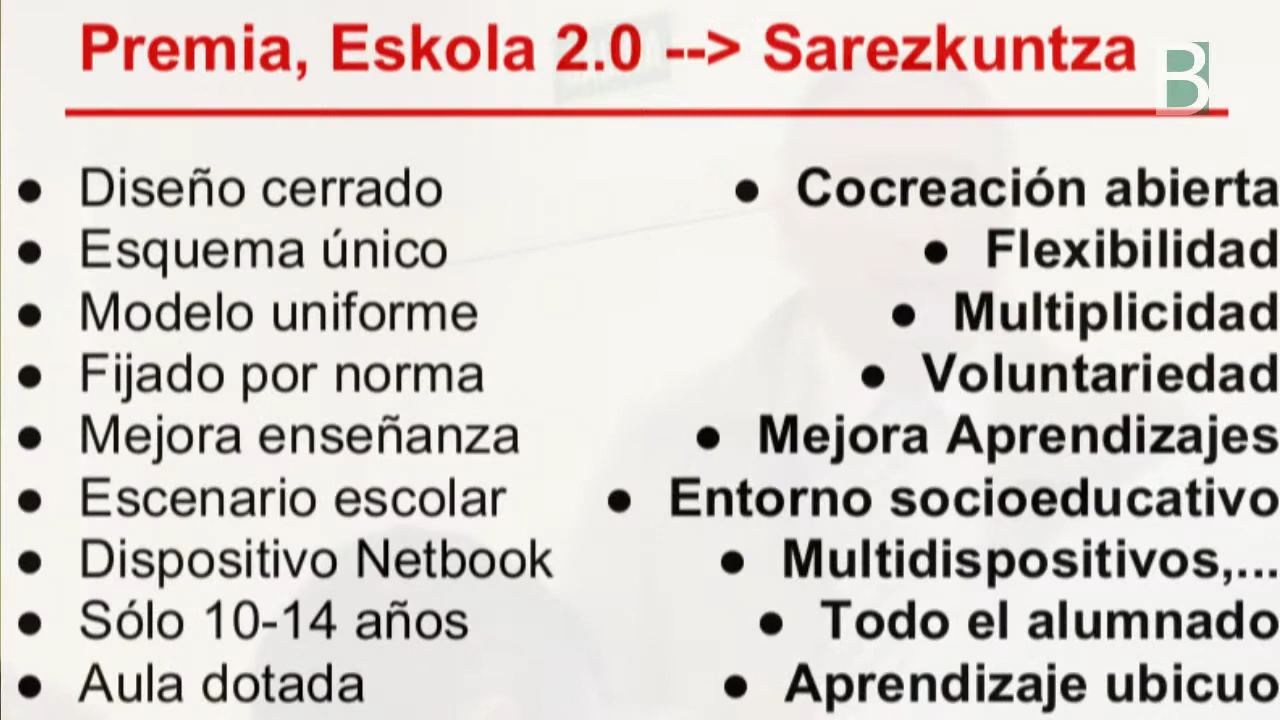 Premia, Eskola 2.0 --> Sarezkuntza
B
● Diseño cerrado
● Esquema único
● Modelo uniforme
● Fijado por norma
● Mejora enseñanza
● Escenario escolar
● Dispositivo Netbook
● Sólo 10-14 años
● Aula dotada
● Cocreación abierta
● Flexibilidad
● Multiplicidad
● Voluntariedad
● Mejora Aprendizajes
● Entorno socioeducativo
● Multidispositivos,...
● Todo el alumnado
● Aprendizaje ubicuo